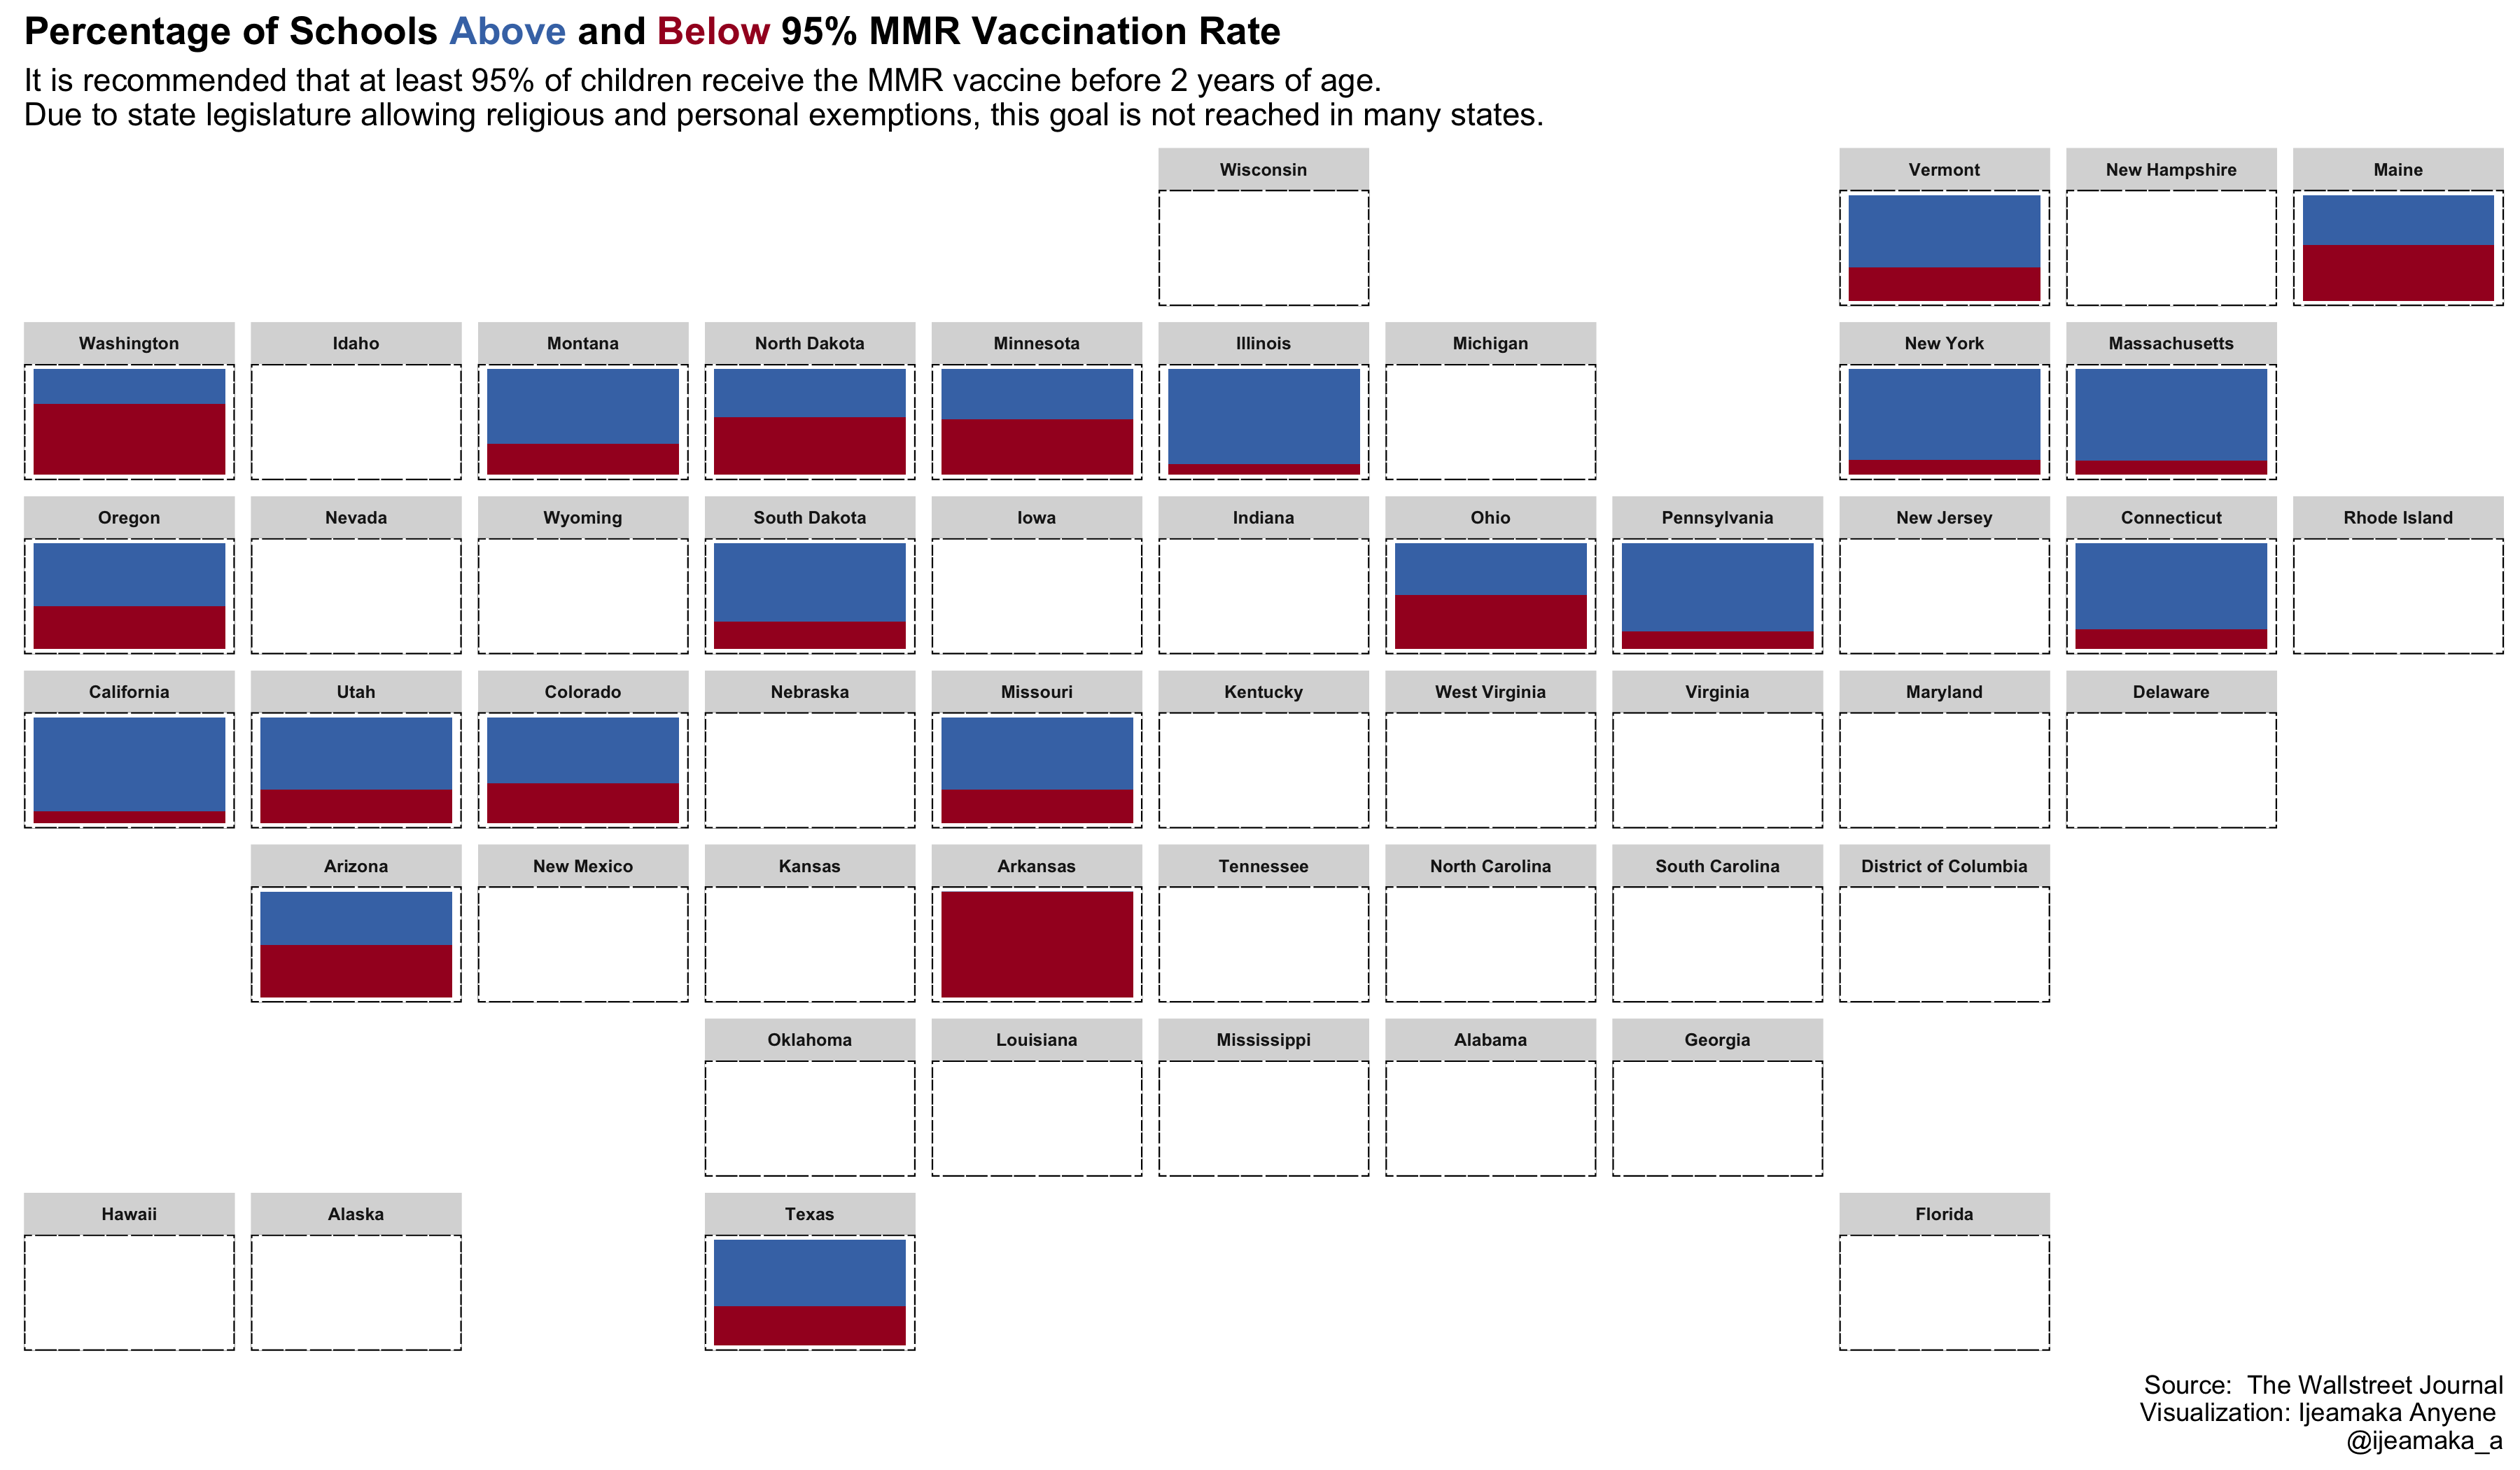 Percentage of Schools Above and Below 95% MMR Vaccination Rate
It is recommended that at least 95% of children receive the MMR vaccine before 2 years of age.
Due to state legislature allowing religious and personal exemptions, this goal is not reached in many states.
Wisconsin
Vermont
New Hampshire
Maine
Washington
Idaho
Montana
North Dakota
Minnesota
Illinois
Michigan
New York
Massachusetts
Oregon
Nevada
Wyoming
South Dakota
Iowa
Indiana
Ohio
Pennsylvania
New Jersey
Connecticut
Rhode Island
California
Utah
Colorado
Nebraska
Missouri
Kentucky
West Virginia
Virginia
Maryland
Delaware
Arizona
New Mexico
Kansas
Arkansas
Tennessee
North Carolina
South Carolina
District of Columbia
Oklahoma
Louisiana
Mississippi
Alabama
Georgia
Hawaii
Alaska
Texas
Florida
Source:  The Wallstreet Journal
Visualization: Ijeamaka Anyene
@ijeamaka_a